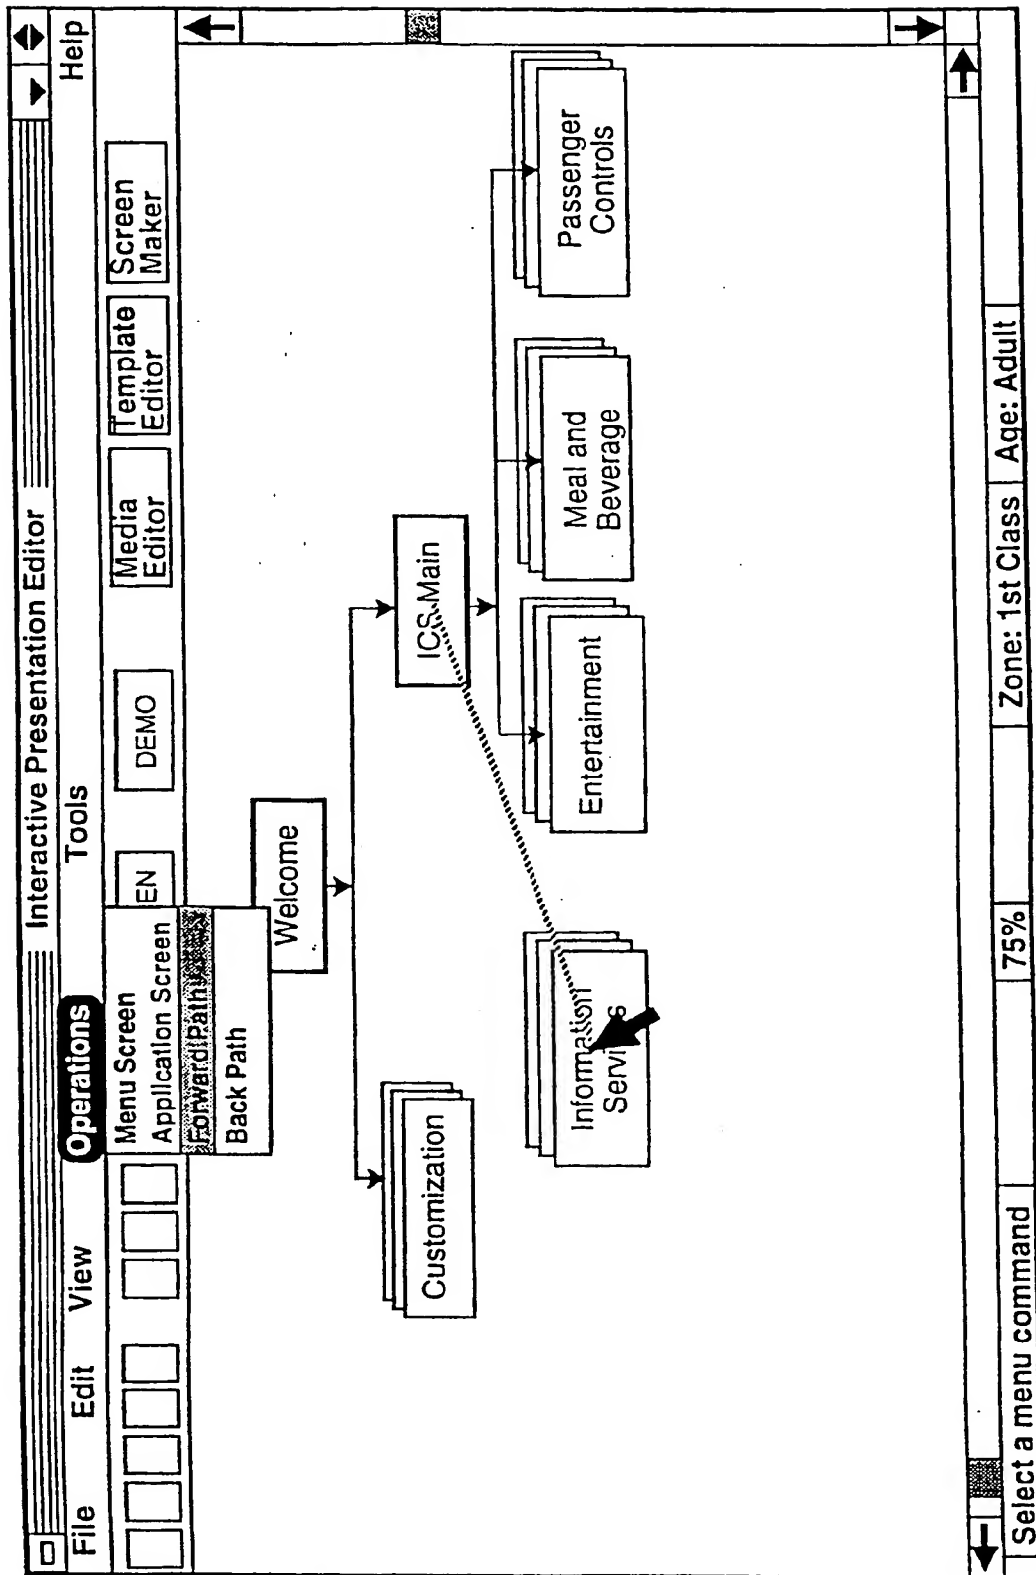 Interactive Presentation Editor
File Edit View Operations Tools Help
EN DEMO Media Editor Template Editor Screen Maker
Menu Screen
Application Screen
Forward Path
Back Path
Welcome
Customization
ICS Main
Information
Services
Entertainment
Meal and
Beverage
Passenger
Controls
Select a menu command 75% Zone: 1st Class Age: Adult